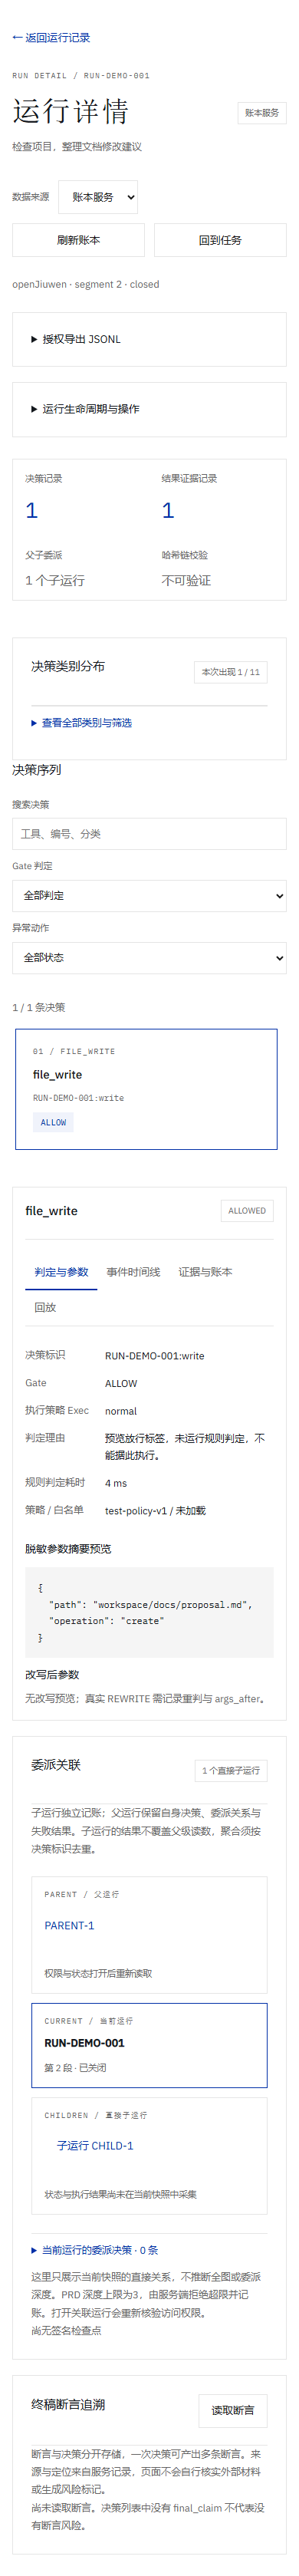 ← 返回运行记录
RUN DETAIL / RUN-DEMO-001
运行详情
账本服务
检查项目，整理文档修改建议
数据来源
账本服务
刷新账本
回到任务
openJiuwen · segment 2 · closed
▶ 授权导出 JSONL
▶ 运行生命周期与操作
决策记录
1
结果证据记录
1
父子委派
1 个子运行
哈希链校验
不可验证
决策类别分布
本次出现 1 / 11
▶ 查看全部类别与筛选
决策序列
搜索决策
工具、编号、分类
Gate 判定
全部判定
异常动作
全部状态
1 / 1 条决策
01 / FILE_WRITE
file_write
RUN-DEMO-001:write
ALLOW
file_write
ALLOWED
判定与参数
事件时间线
证据与账本
回放
决策标识
RUN-DEMO-001:write
Gate
ALLOW
执行策略 Exec
normal
判定理由
预览放行标签，未运行规则判定，不
能据此执行。
规则判定耗时
4 ms
策略 / 白名单
test-policy-v1 / 未加载
脱敏参数摘要预览
{
"path": "workspace/docs/proposal.md",
"operation": "create"
}
改写后参数
无改写预览；真实 REWRITE 需记录重判与 args_after。
委派关联
1 个直接子运行
子运行独立记账；父运行保留自身决策、委派关系与
失败结果。子运行的结果不覆盖父级读数，聚合须按
决策标识去重。
PARENT / 父运行
PARENT-1
权限与状态打开后重新读取
CURRENT / 当前运行
RUN-DEMO-001
第 2 段 · 已关闭
CHILDREN / 直接子运行
子运行 CHILD-1
状态与执行结果尚未在当前快照中采集
▶ 当前运行的委派决策 · 0 条
这里只展示当前快照的直接关系，不推断全图或委派
深度。PRD 深度上限为3，由服务端拒绝超限并记
账。打开关联运行会重新核验访问权限。
尚无签名检查点
终稿断言追溯
读取断言
断言与决策分开存储，一次决策可产出多条断言。来
源与定位来自服务记录，页面不会自行核实外部材料
或生成风险标记。
尚未读取断言。决策列表中没有 final_claim 不代表没
有断言风险。